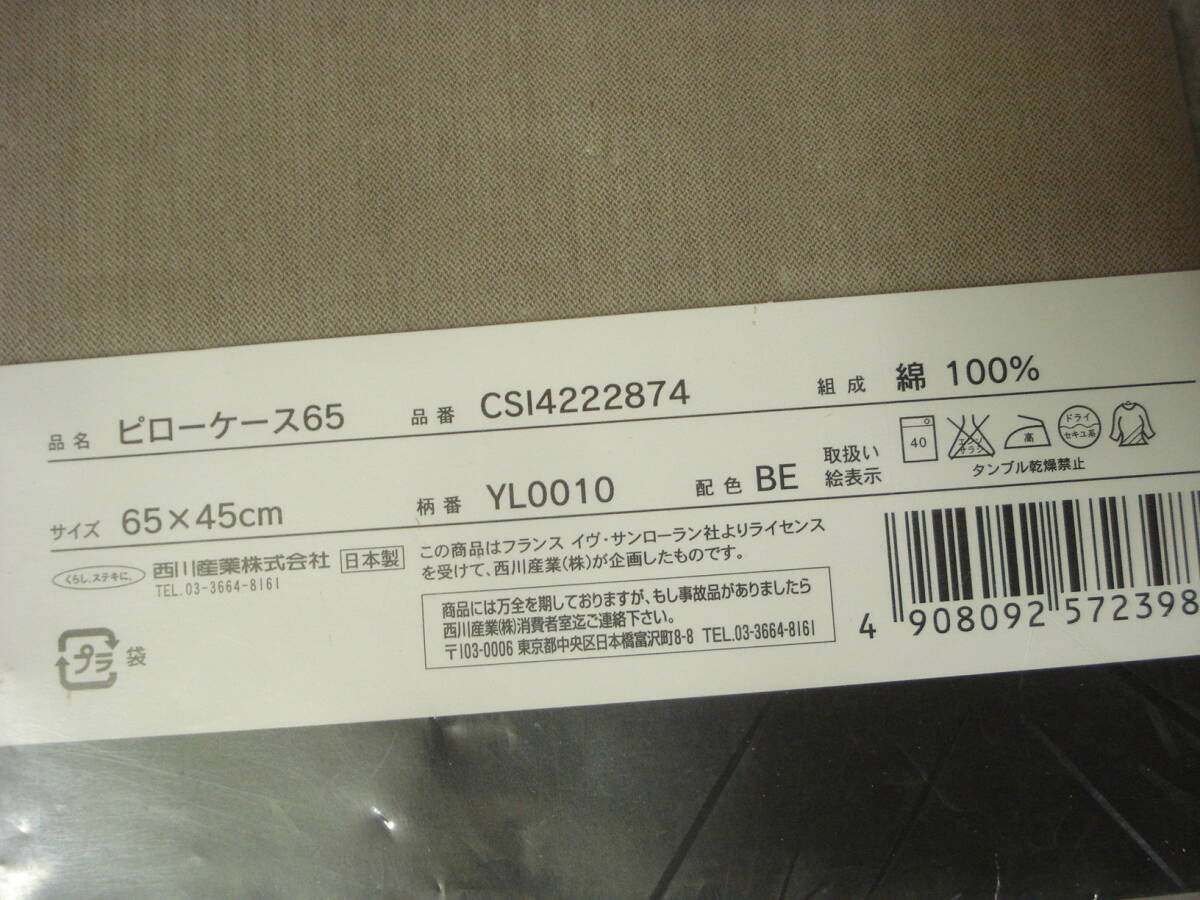 品名 ピローケース65 品番 CSI4222874 組成 綿 100%
サイズ 65×45cm 柄番 YL0010 配色 BE 取扱い絵表示
40 エンソサラシ 高 ドライ セキユ系
タンブル乾燥禁止
くらし、ステキに。 西川産業株式会社 日本製
TEL.03-3664-8161
この商品はフランス イヴ・サンローラン社よりライセンス
を受けて、西川産業(株)が企画したものです。
商品には万全を期しておりますが、もし事故品がありましたら
西川産業(株)消費者室迄ご連絡下さい。
〒103-0006 東京都中央区日本橋富沢町8-8 TEL.03-3664-8161
プラ 袋
4 908092 572398